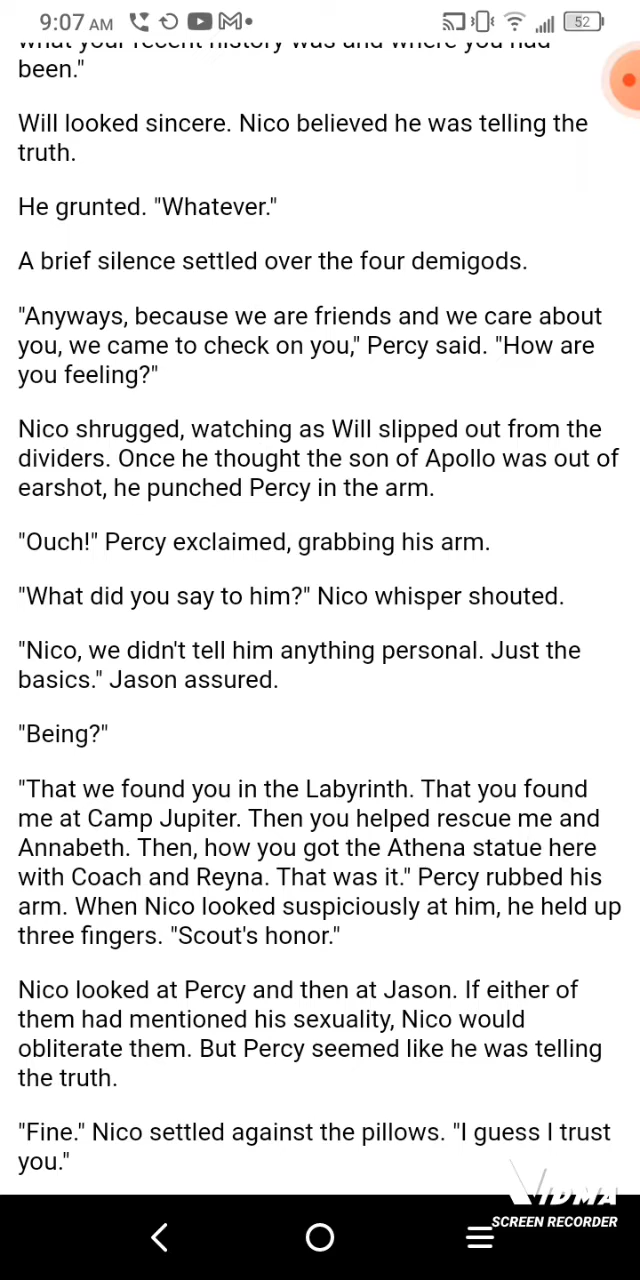 9:07 AM
52
what your recent history was and where you had
been."
Will looked sincere. Nico believed he was telling the
truth.
He grunted. "Whatever."
A brief silence settled over the four demigods.
"Anyways, because we are friends and we care about
you, we came to check on you," Percy said. "How are
you feeling?"
Nico shrugged, watching as Will slipped out from the
dividers. Once he thought the son of Apollo was out of
earshot, he punched Percy in the arm.
"Ouch!" Percy exclaimed, grabbing his arm.
"What did you say to him?" Nico whisper shouted.
"Nico, we didn't tell him anything personal. Just the
basics." Jason assured.
"Being?"
"That we found you in the Labyrinth. That you found
me at Camp Jupiter. Then you helped rescue me and
Annabeth. Then, how you got the Athena statue here
with Coach and Reyna. That was it." Percy rubbed his
arm. When Nico looked suspiciously at him, he held up
three fingers. "Scout's honor."
Nico looked at Percy and then at Jason. If either of
them had mentioned his sexuality, Nico would
obliterate them. But Percy seemed like he was telling
the truth.
"Fine." Nico settled against the pillows. "I guess I trust
you."
VIDMA
SCREEN RECORDER